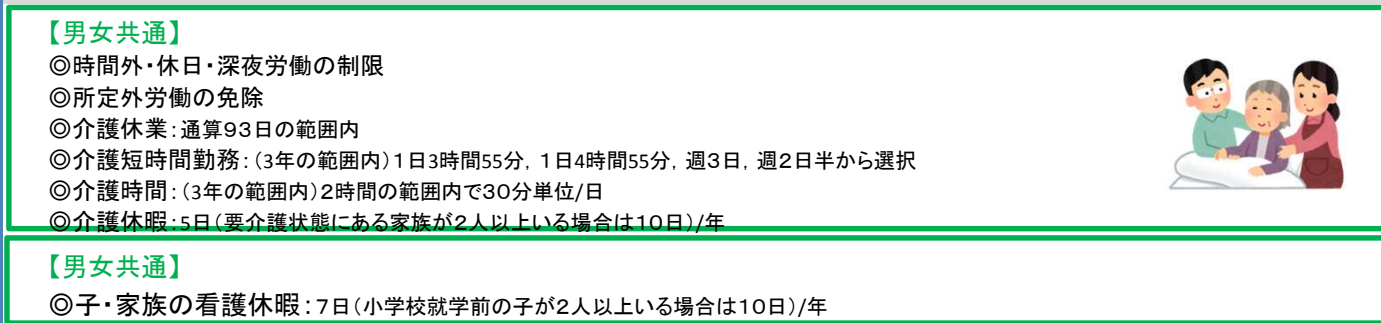 【男女共通】
◎時間外・休日・深夜労働の制限
◎所定外労働の免除
◎介護休業：通算93日の範囲内
◎介護短時間勤務：（3年の範囲内）1日3時間55分，1日4時間55分，週3日，週2日半から選択
◎介護時間：（3年の範囲内）2時間の範囲内で30分単位/日
◎介護休暇：5日（要介護状態にある家族が2人以上いる場合は10日）/年
【男女共通】
◎子・家族の看護休暇：7日（小学校就学前の子が2人以上いる場合は10日）/年